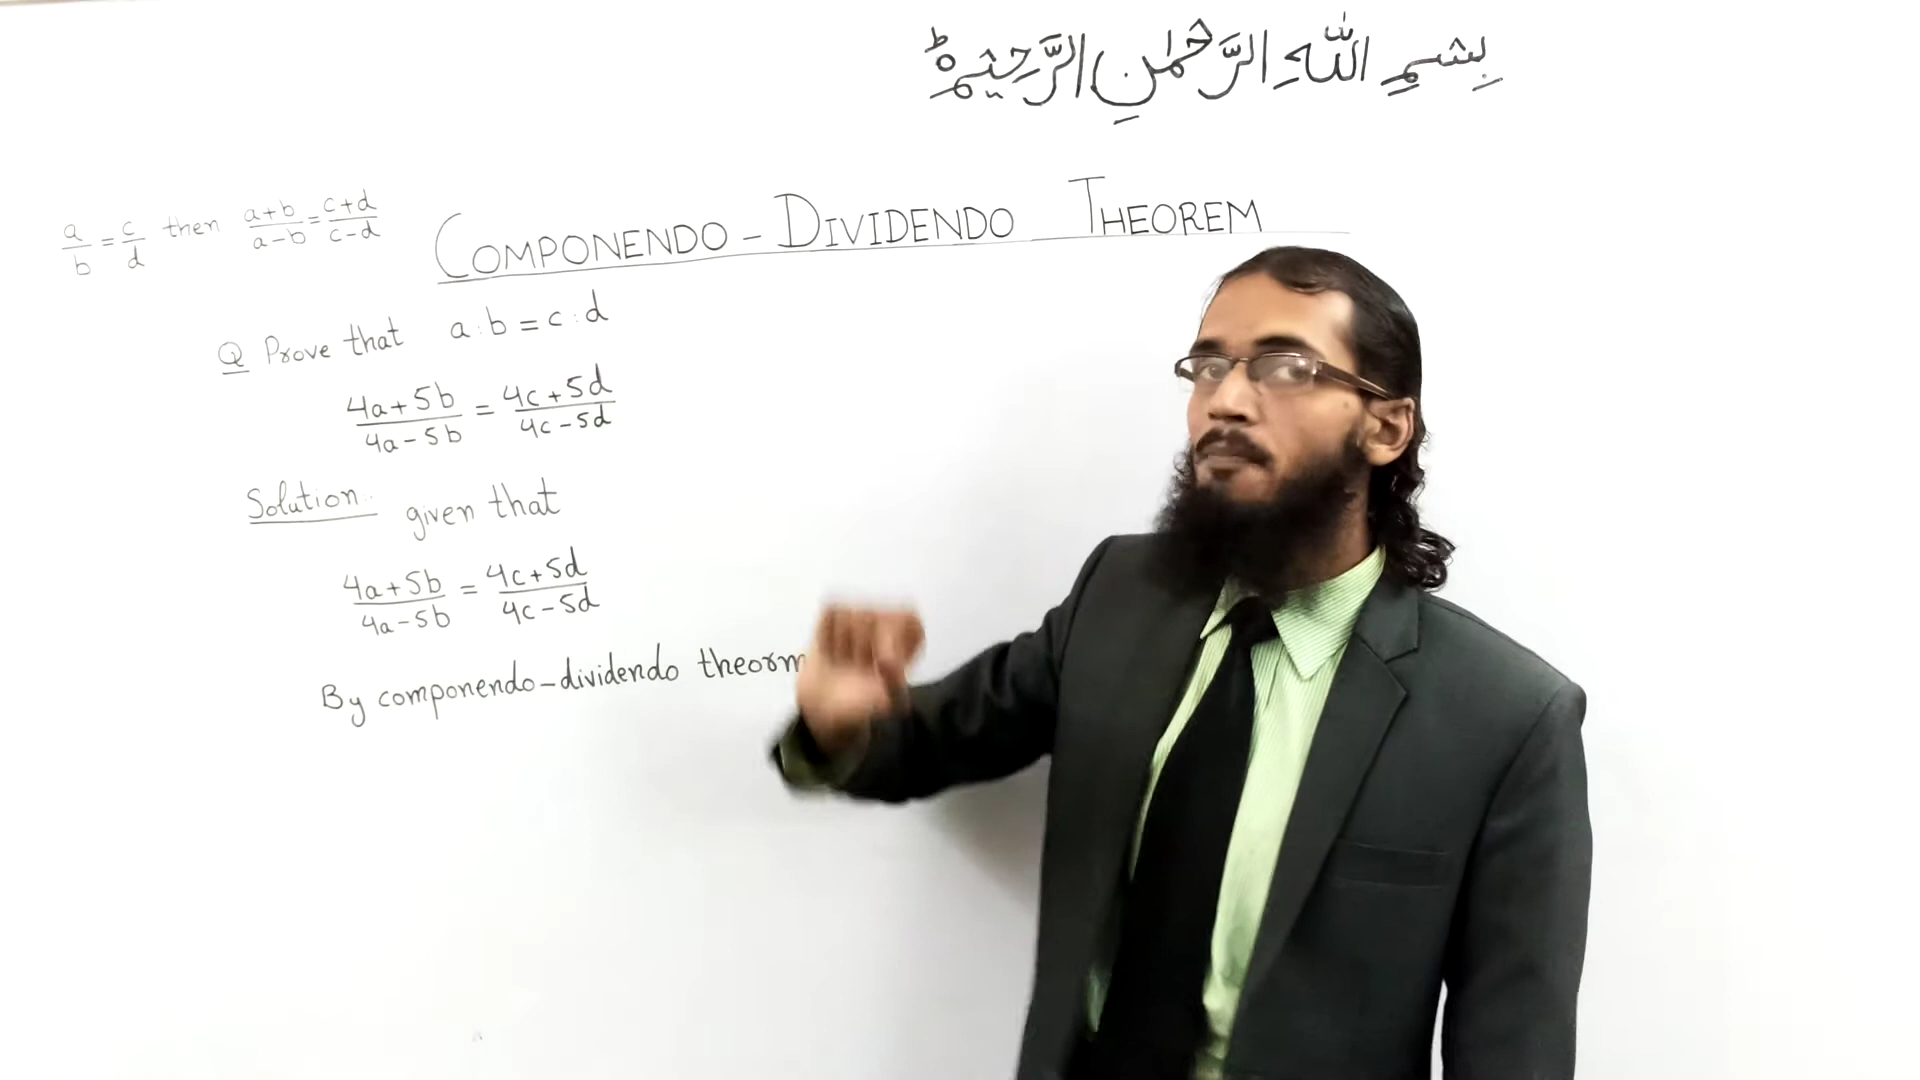 بِسْمِ اللّٰهِ الرَّحْمٰنِ الرَّحِيْمِ ؕ
a/b = c/d then (a+b)/(a-b) = (c+d)/(c-d)
COMPONENDO - DIVIDENDO THEOREM
Q Prove that a:b = c:d
(4a+5b)/(4a-5b) = (4c+5d)/(4c-5d)
Solution: given that
(4a+5b)/(4a-5b) = (4c+5d)/(4c-5d)
By componendo-dividendo theorm